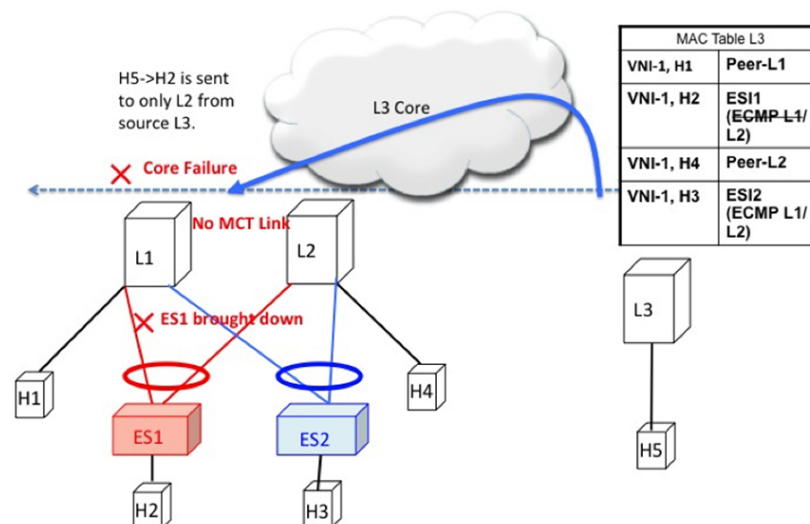 H5->H2 is sent
to only L2 from
source L3.
L3 Core
Core Failure
No MCT Link
L1
L2
ES1 brought down
H1
H4
ES1
ES2
H2
H3
MAC Table L3
VNI-1, H1 Peer-L1
VNI-1, H2 ESI1
(ECMP L1/
L2)
VNI-1, H4 Peer-L2
VNI-1, H3 ESI2
(ECMP L1/
L2)
L3
H5